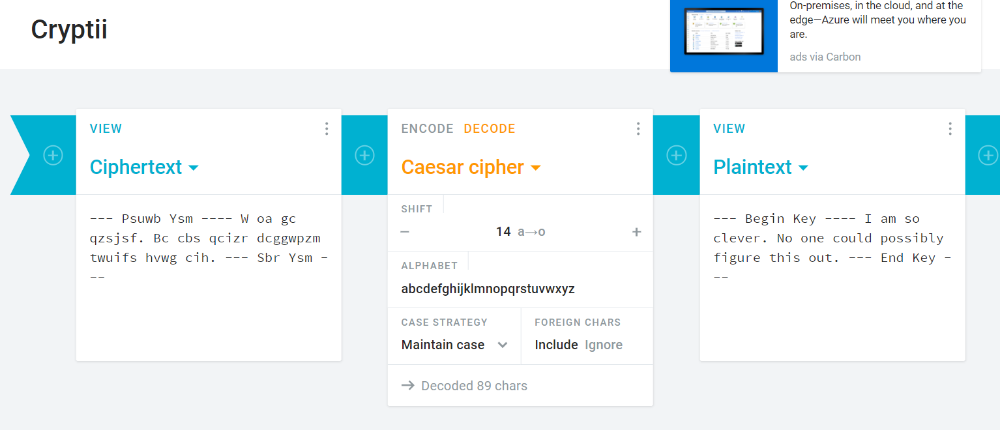 On-premises, in the cloud, and at the
edge—Azure will meet you where you
are.
ads via Carbon
Cryptii
VIEW
Ciphertext
--- Psuwb Ysm ---- W oa gc
qzsjsf. Bc cbs qcizr dcggwpzm
twuifs hvwg cih. --- Sbr Ysm -
--
ENCODE DECODE
Caesar cipher
SHIFT
− 14 a→o +
ALPHABET
abcdefghijklmnopqrstuvwxyz
CASE STRATEGY
Maintain case
FOREIGN CHARS
Include Ignore
→ Decoded 89 chars
VIEW
Plaintext
--- Begin Key ---- I am so
clever. No one could possibly
figure this out. --- End Key -
--